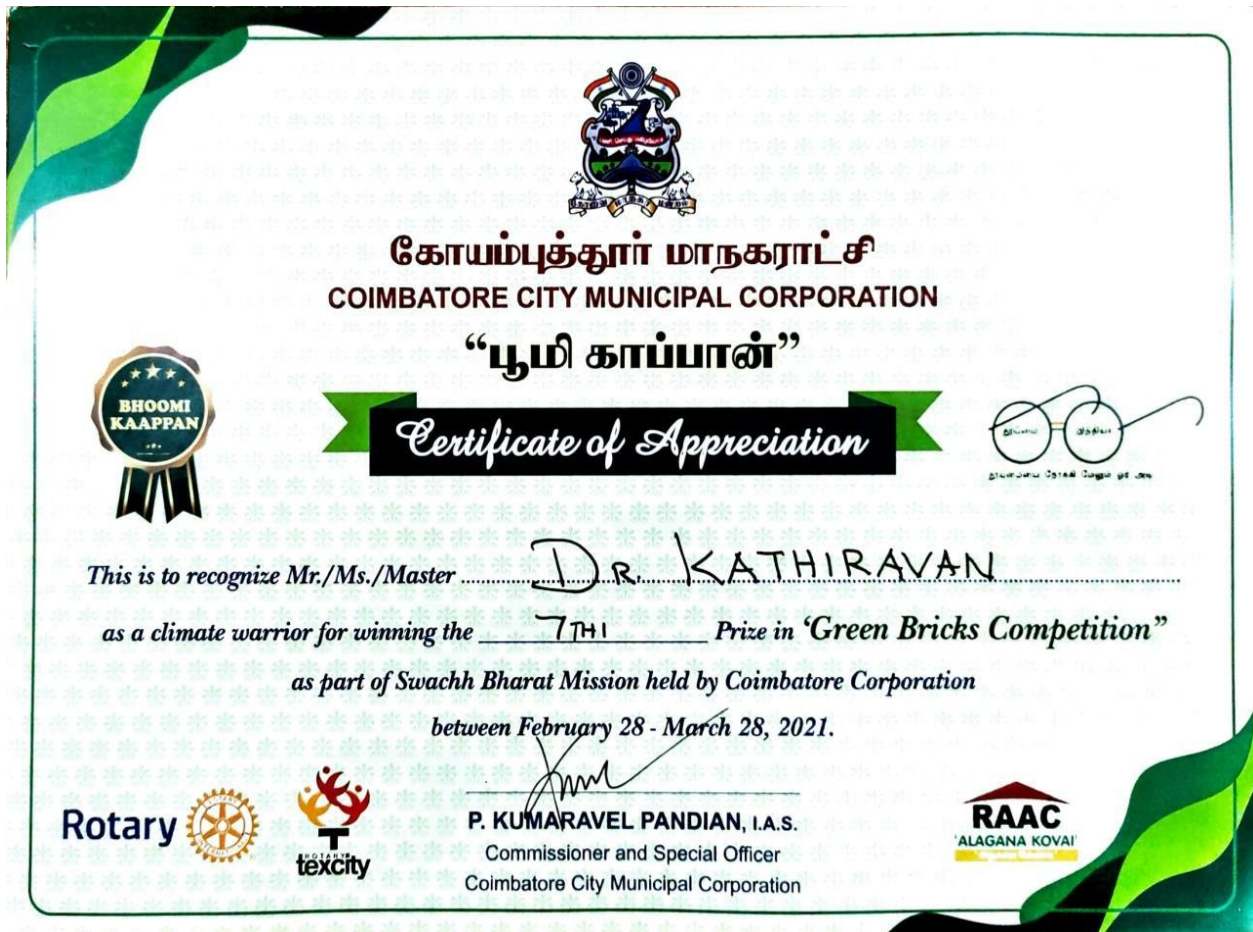 கோயம்புத்தூர் மாநகராட்சி
COIMBATORE CITY MUNICIPAL CORPORATION
“பூமி காப்பான்”
BHOOMI
KAAPPAN
Certificate of Appreciation
தூய்மை இந்தியா
This is to recognize Mr./Ms./Master DR. KATHIRAVAN
as a climate warrior for winning the 7TH Prize in ‘Green Bricks Competition”
as part of Swachh Bharat Mission held by Coimbatore Corporation
between February 28 - March 28, 2021.
P. KUMARAVEL PANDIAN, I.A.S.
Commissioner and Special Officer
Coimbatore City Municipal Corporation
Rotary
ROTARY
texcity
RAAC
'ALAGANA KOVAI'